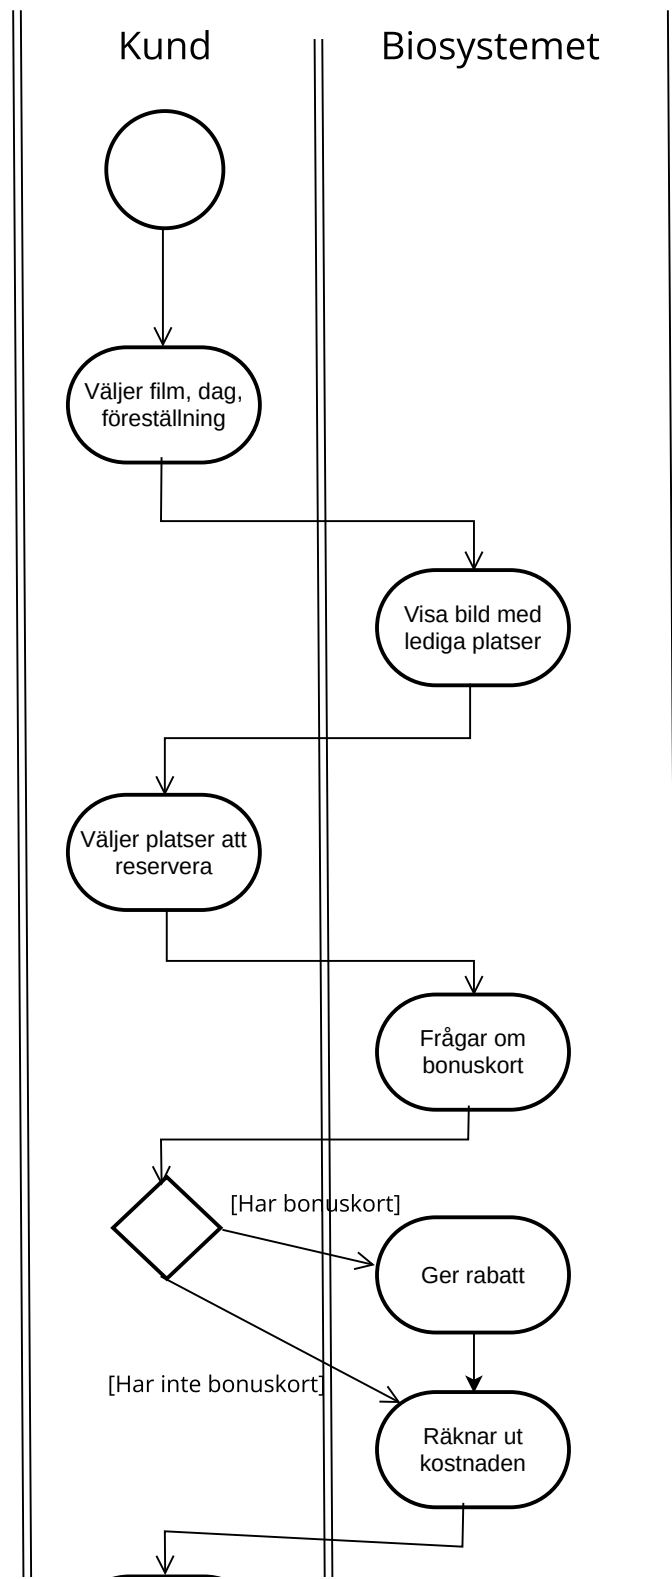 Kund
Biosystemet
Väljer film, dag,
föreställning
Visa bild med
lediga platser
Väljer platser att
reservera
Frågar om
bonuskort
[Har bonuskort]
Ger rabatt
[Har inte bonuskort]
Räknar ut
kostnaden